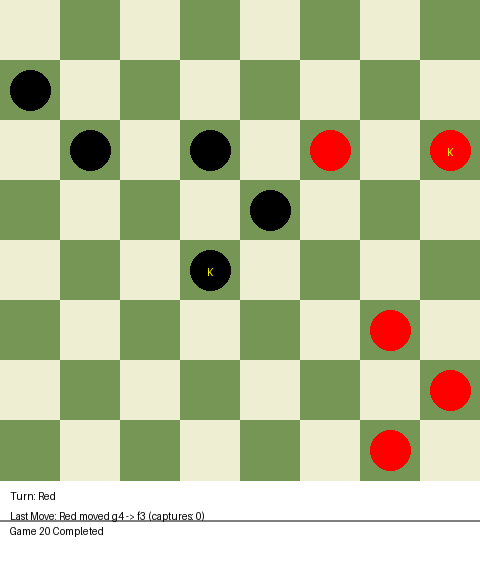 K
K
Turn: Red
Last Move: Red moved g4 -> f3 (captures: 0)
Game 20 Completed